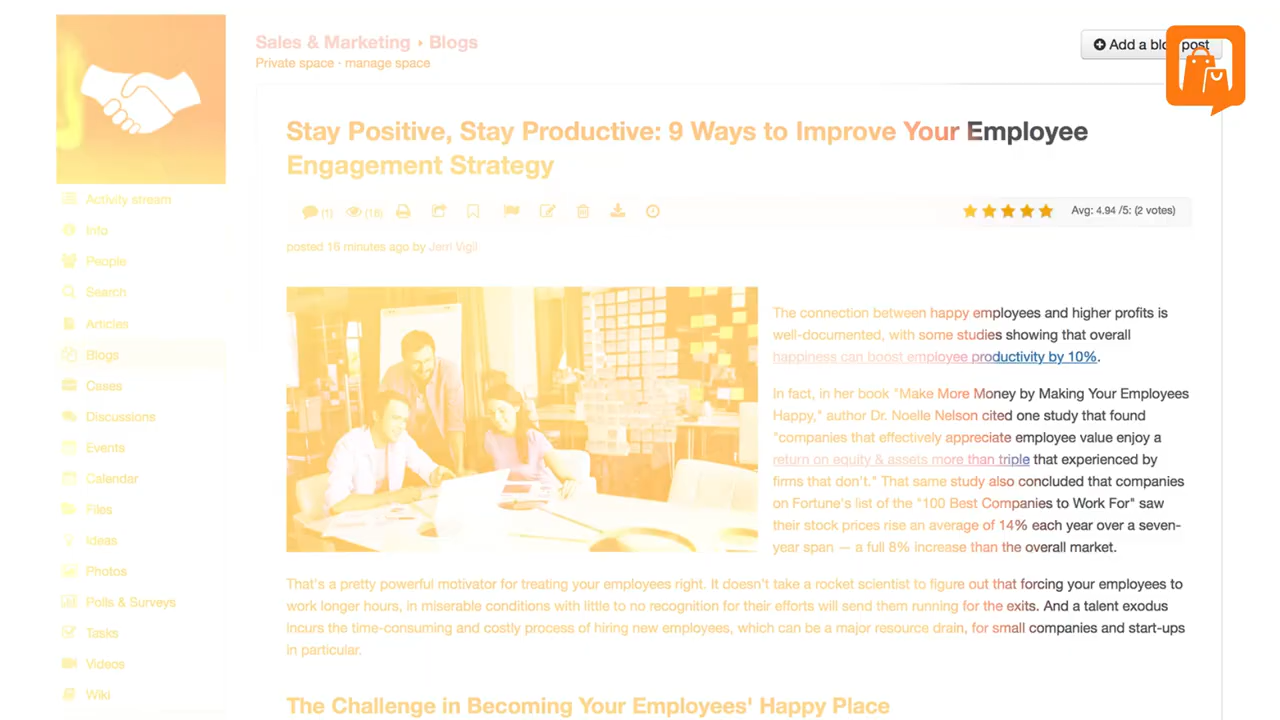 Sales & Marketing › Blogs
Private space · manage space
Add a blog post
Stay Positive, Stay Productive: 9 Ways to Improve Your Employee
Engagement Strategy
(1) (18)
Avg: 4.94 /5: (2 votes)
posted 16 minutes ago by Jerri Vigil
Activity stream
Info
People
Search
Articles
Blogs
Cases
Discussions
Events
Calendar
Files
Ideas
Photos
Polls & Surveys
Tasks
Videos
Wiki
The connection between happy employees and higher profits is
well-documented, with some studies showing that overall
happiness can boost employee productivity by 10%.
In fact, in her book "Make More Money by Making Your Employees
Happy," author Dr. Noelle Nelson cited one study that found
"companies that effectively appreciate employee value enjoy a
return on equity & assets more than triple that experienced by
firms that don't." That same study also concluded that companies
on Fortune's list of the "100 Best Companies to Work For" saw
their stock prices rise an average of 14% each year over a seven-
year span — a full 8% increase than the overall market.
That's a pretty powerful motivator for treating your employees right. It doesn't take a rocket scientist to figure out that forcing your employees to
work longer hours, in miserable conditions with little to no recognition for their efforts will send them running for the exits. And a talent exodus
incurs the time-consuming and costly process of hiring new employees, which can be a major resource drain, for small companies and start-ups
in particular.
The Challenge in Becoming Your Employees' Happy Place